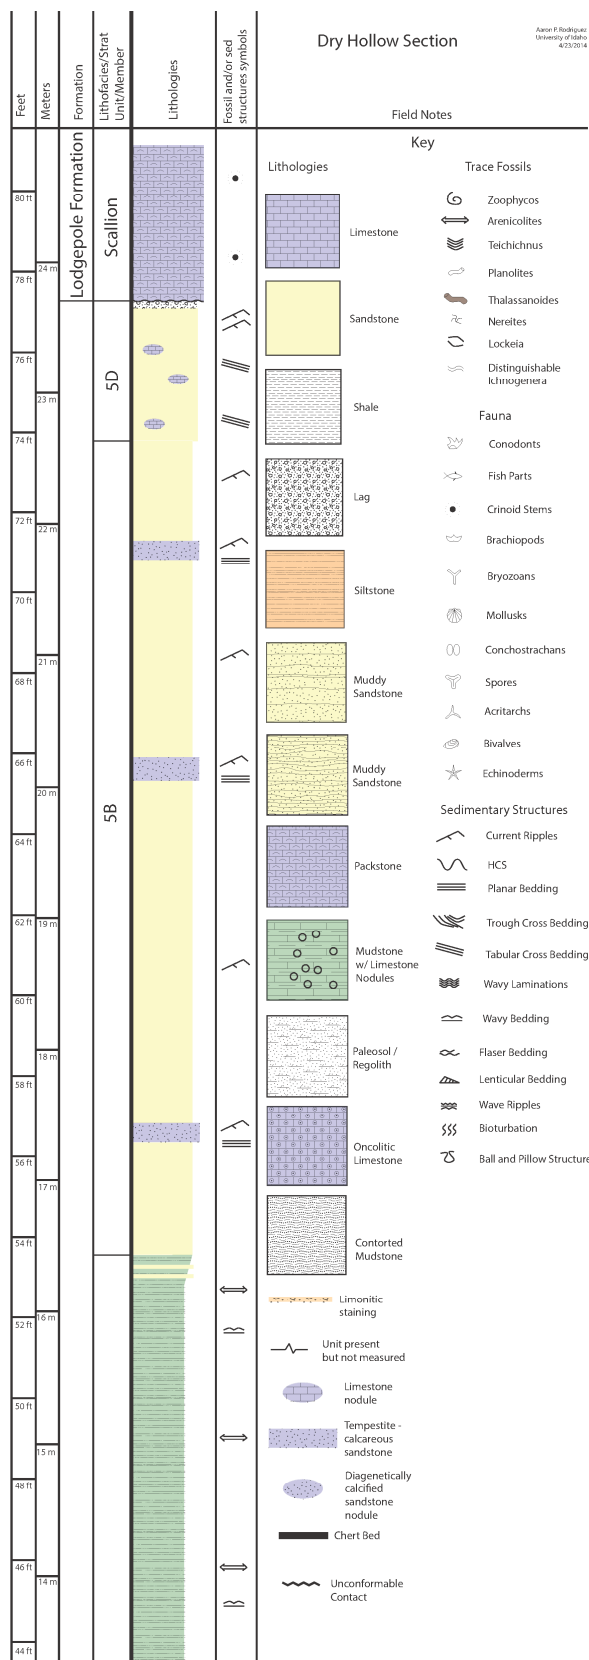 Dry Hollow Section
Aaron P. Rodriguez
University of Idaho
4/23/2014
Feet
Meters
Formation
Lithofacies/Strat
Unit/Member
Lithologies
Fossil and/or sed
structures symbols
Field Notes
Lodgepole Formation
Scallion
5D
5B
80 ft
78 ft
76 ft
74 ft
72 ft
70 ft
68 ft
66 ft
64 ft
62 ft
60 ft
58 ft
56 ft
54 ft
52 ft
50 ft
48 ft
46 ft
44 ft
24 m
23 m
22 m
21 m
20 m
19 m
18 m
17 m
16 m
15 m
14 m
Key
Lithologies
Limestone
Sandstone
Shale
Lag
Siltstone
Muddy
Sandstone
Muddy
Sandstone
Packstone
Mudstone
w/ Limestone
Nodules
Paleosol /
Regolith
Oncolitic
Limestone
Contorted
Mudstone
Limonitic
staining
Unit present
but not measured
Limestone
nodule
Tempestite -
calcareous
sandstone
Diagenetically
calcified
sandstone
nodule
Chert Bed
Unconformable
Contact
Trace Fossils
Zoophycos
Arenicolites
Teichichnus
Planolites
Thalassanoides
Nereites
Lockeia
Distinguishable
Ichnogenera
Fauna
Conodonts
Fish Parts
Crinoid Stems
Brachiopods
Bryozoans
Mollusks
Conchostrachans
Spores
Acritarchs
Bivalves
Echinoderms
Sedimentary Structures
Current Ripples
HCS
Planar Bedding
Trough Cross Bedding
Tabular Cross Bedding
Wavy Laminations
Wavy Bedding
Flaser Bedding
Lenticular Bedding
Wave Ripples
Bioturbation
Ball and Pillow Structure